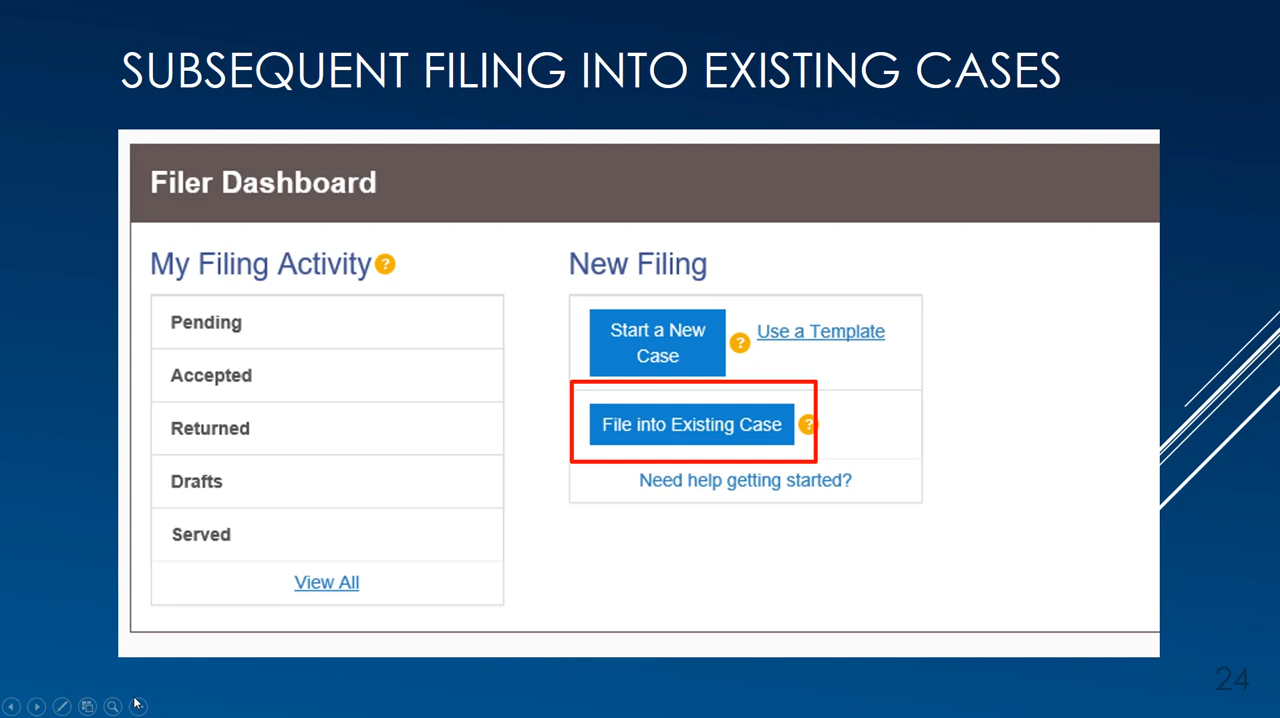 SUBSEQUENT FILING INTO EXISTING CASES
Filer Dashboard
My Filing Activity ?
Pending
Accepted
Returned
Drafts
Served
View All
New Filing
Start a New
Case
? Use a Template
File into Existing Case ?
Need help getting started?
24